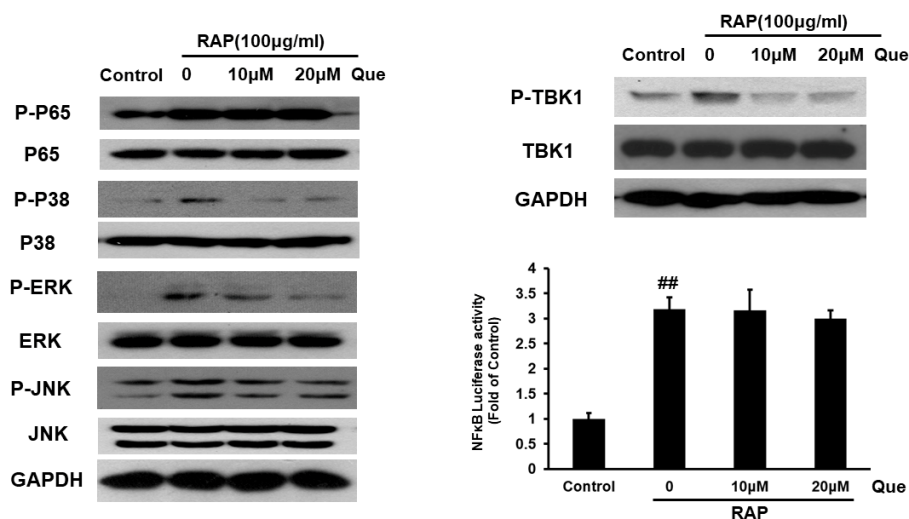 RAP(100μg/ml)
Control 0 10μM 20μM Que
P-P65
P65
P-P38
P38
P-ERK
ERK
P-JNK
JNK
GAPDH
RAP(100μg/ml)
Control 0 10μM 20μM Que
P-TBK1
TBK1
GAPDH
NFκB Luciferase activity
(Fold of Control)
4
3.5
3
2.5
2
1.5
1
0.5
0
##
Control 0 10μM 20μM Que
RAP